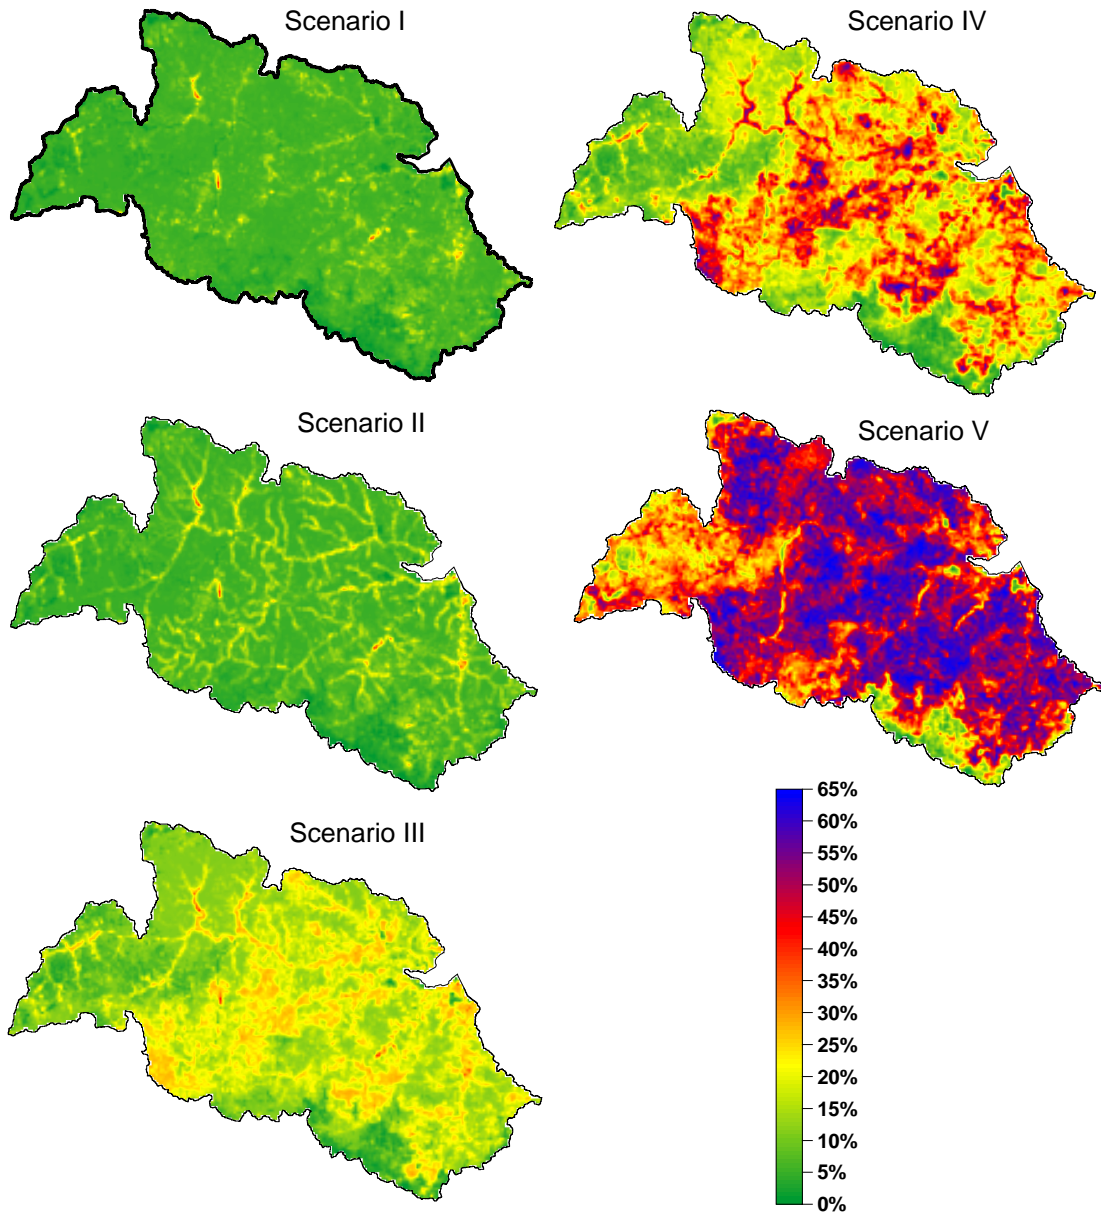 Scenario I
Scenario IV
Scenario II
Scenario V
Scenario III
65%
60%
55%
50%
45%
40%
35%
30%
25%
20%
15%
10%
5%
0%